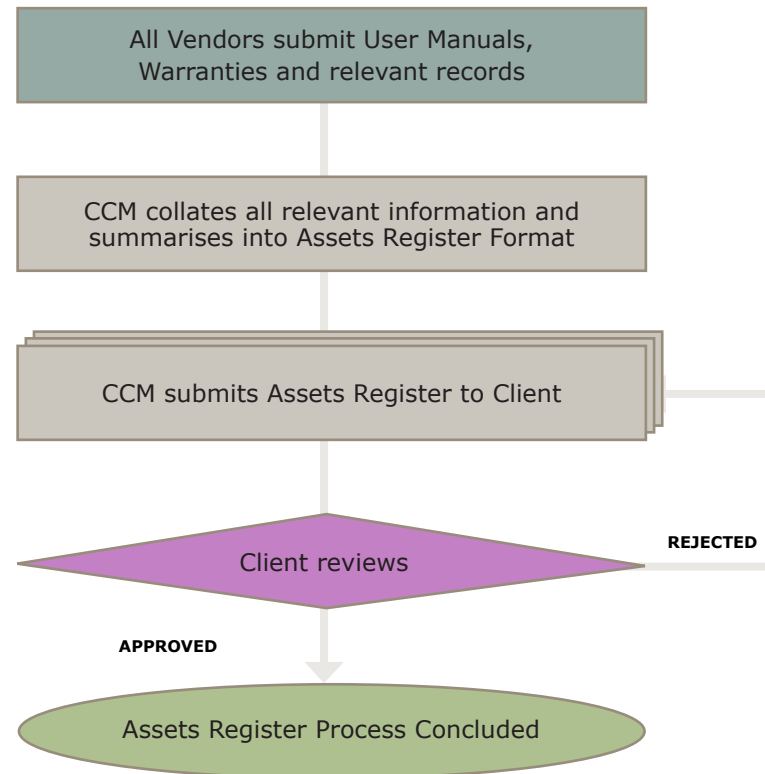 All Vendors submit User Manuals,
Warranties and relevant records
CCM collates all relevant information and
summarises into Assets Register Format
CCM submits Assets Register to Client
Client reviews
REJECTED
APPROVED
Assets Register Process Concluded